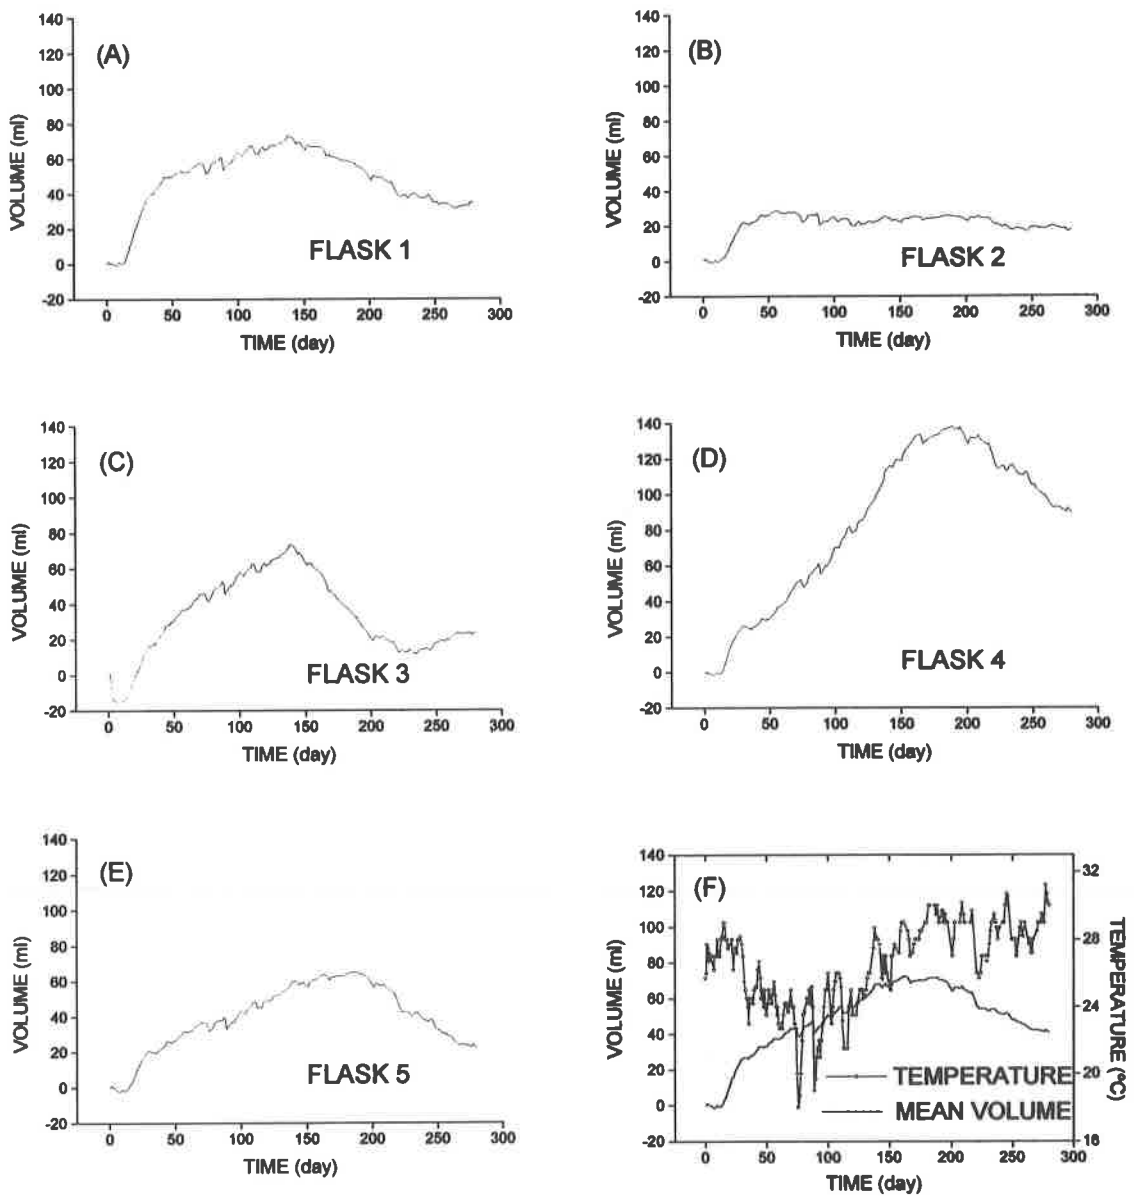 (A)
140
120
100
80
60
40
20
0
-20
VOLUME (ml)
FLASK 1
0 50 100 150 200 250 300
TIME (day)
(B)
140
120
100
80
60
40
20
0
-20
VOLUME (ml)
FLASK 2
0 50 100 150 200 250 300
TIME (day)
(C)
140
120
100
80
60
40
20
0
-20
VOLUME (ml)
FLASK 3
0 50 100 150 200 250 300
TIME (day)
(D)
140
120
100
80
60
40
20
0
-20
VOLUME (ml)
FLASK 4
0 50 100 150 200 250 300
TIME (day)
(E)
140
120
100
80
60
40
20
0
-20
VOLUME (ml)
FLASK 5
0 50 100 150 200 250 300
TIME (day)
(F)
140
120
100
80
60
40
20
0
-20
VOLUME (ml)
32
28
24
20
16
TEMPERATURE (ºC)
TEMPERATURE
MEAN VOLUME
0 50 100 150 200 250 300
TIME (day)